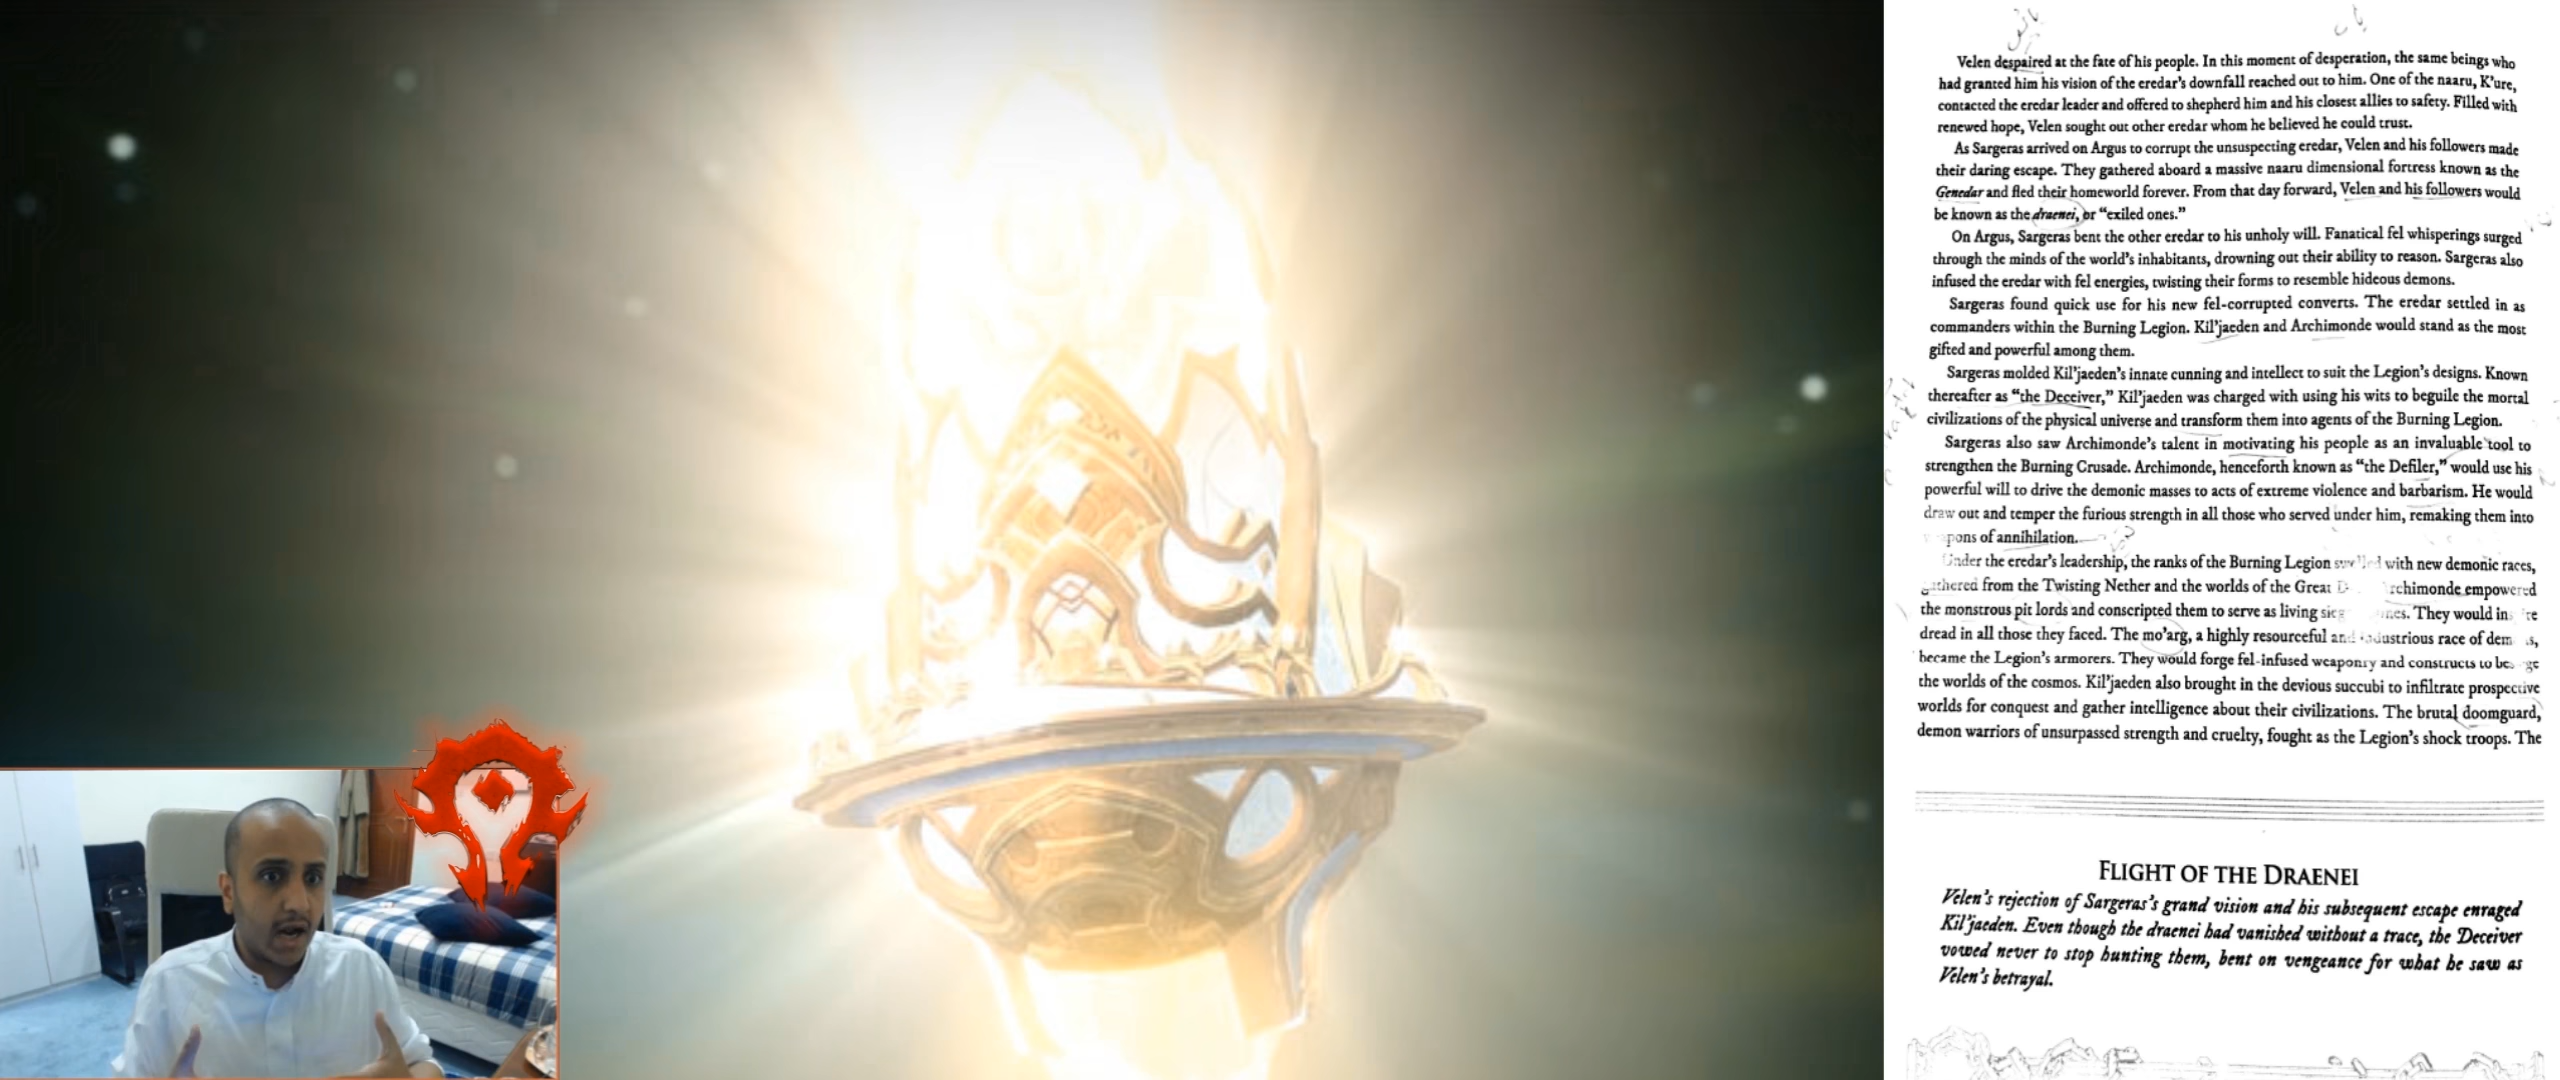 Velen despaired at the fate of his people. In this moment of desperation, the same beings who
had granted him his vision of the eredar's downfall reached out to him. One of the naaru, K'ure,
contacted the eredar leader and offered to shepherd him and his closest allies to safety. Filled with
renewed hope, Velen sought out other eredar whom he believed he could trust.
As Sargeras arrived on Argus to corrupt the unsuspecting eredar, Velen and his followers made
their daring escape. They gathered aboard a massive naaru dimensional fortress known as the
Genedar and fled their homeworld forever. From that day forward, Velen and his followers would
be known as the draenei, or “exiled ones.”
On Argus, Sargeras bent the other eredar to his unholy will. Fanatical fel whisperings surged
through the minds of the world's inhabitants, drowning out their ability to reason. Sargeras also
infused the eredar with fel energies, twisting their forms to resemble hideous demons.
Sargeras found quick use for his new fel-corrupted converts. The eredar settled in as
commanders within the Burning Legion. Kil'jaeden and Archimonde would stand as the most
gifted and powerful among them.
Sargeras molded Kil'jaeden's innate cunning and intellect to suit the Legion's designs. Known
thereafter as “the Deceiver,” Kil'jaeden was charged with using his wits to beguile the mortal
civilizations of the physical universe and transform them into agents of the Burning Legion.
Sargeras also saw Archimonde's talent in motivating his people as an invaluable tool to
strengthen the Burning Crusade. Archimonde, henceforth known as “the Defiler,” would use his
powerful will to drive the demonic masses to acts of extreme violence and barbarism. He would
draw out and temper the furious strength in all those who served under him, remaking them into
of annihilation.
Under the eredar's leadership, the ranks of the Burning Legion with new demonic races,
gathered from the Twisting Nether and the worlds of the Great empowered
the monstrous pit lords and conscripted them to serve as living They would
dread in all those they faced. The mo'arg, a highly resourceful and industrious race of
became the Legion's armorers. They would forge fel-infused weaponry and constructs to
the worlds of the cosmos. Kil'jaeden also brought in the devious succubi to infiltrate prospective
worlds for conquest and gather intelligence about their civilizations. The brutal doomguard,
demon warriors of unsurpassed strength and cruelty, fought as the Legion's shock troops. The
FLIGHT OF THE DRAENEI
Velen's rejection of Sargeras's grand vision and his subsequent escape enraged
Kil'jaeden. Even though the draenei had vanished without a trace, the Deceiver
vowed never to stop hunting them, bent on vengeance for what he saw as
Velen's betrayal.